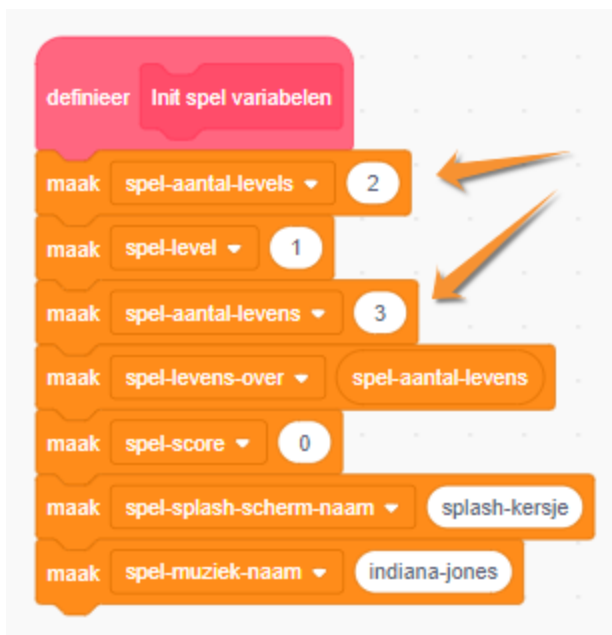 definieer Init spel variabelen
maak spel-aantal-levels 2
maak spel-level 1
maak spel-aantal-levens 3
maak spel-levens-over spel-aantal-levens
maak spel-score 0
maak spel-splash-scherm-naam splash-kersje
maak spel-muziek-naam indiana-jones